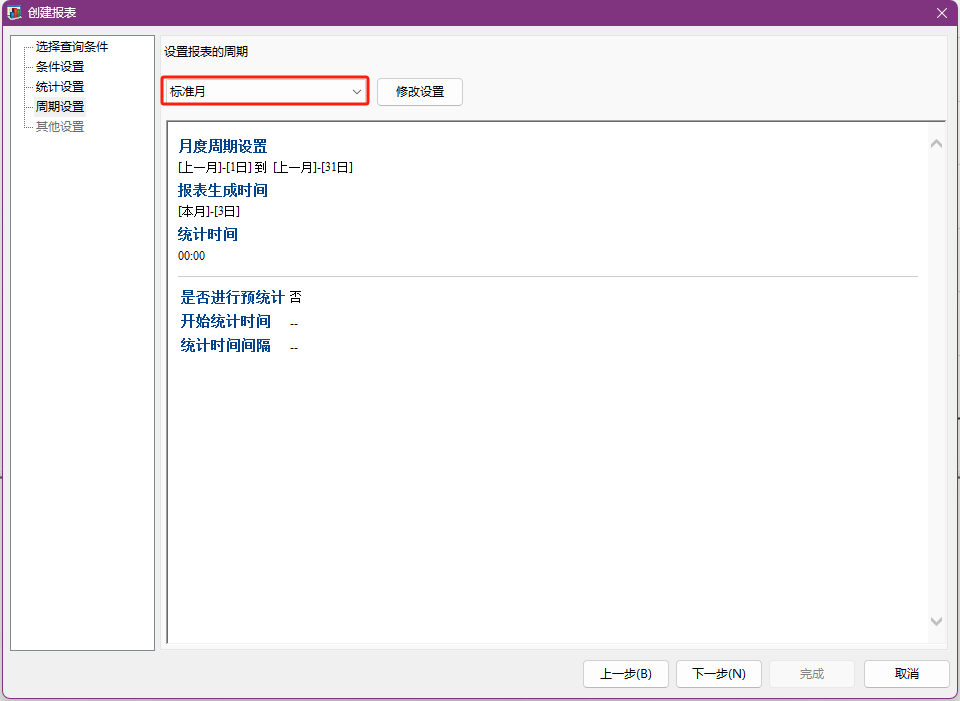 创建报表
选择查询条件
条件设置
统计设置
周期设置
其他设置
设置报表的周期
标准月
修改设置
月度周期设置
[上一月]-[1日] 到 [上一月]-[31日]
报表生成时间
[本月]-[3日]
统计时间
00:00
是否进行预统计 否
开始统计时间 --
统计时间间隔 --
上一步(B)
下一步(N)
完成
取消